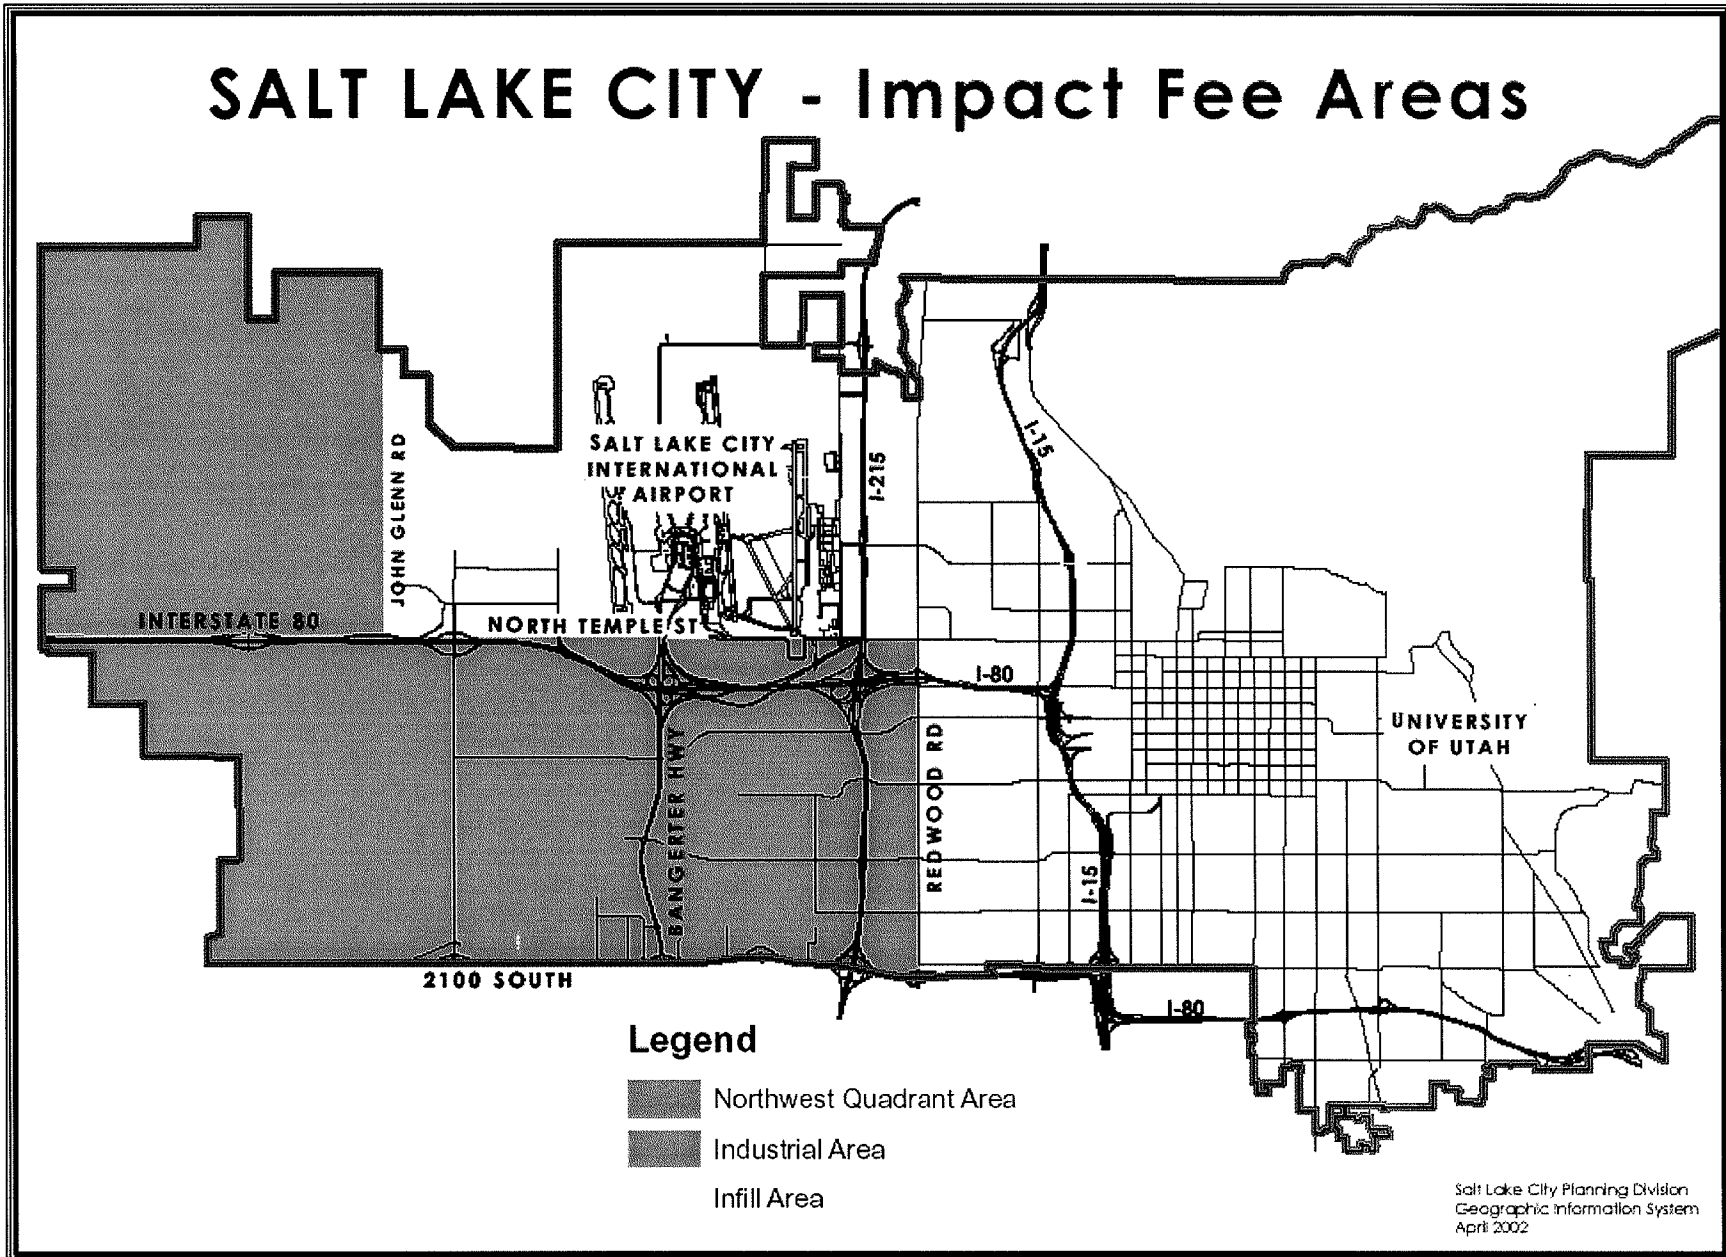 SALT LAKE CITY - Impact Fee Areas
I-15
SALT LAKE CITY
INTERNATIONAL
AIRPORT
I-215
JOHN GLENN RD
INTERSTATE 80
NORTH TEMPLE ST
I-80
UNIVERSITY
OF UTAH
BANGERTER HWY
REDWOOD RD
I-15
2100 SOUTH
I-80
Legend
Northwest Quadrant Area
Industrial Area
Infill Area
Salt Lake City Planning Division
Geographic Information System
April 2002